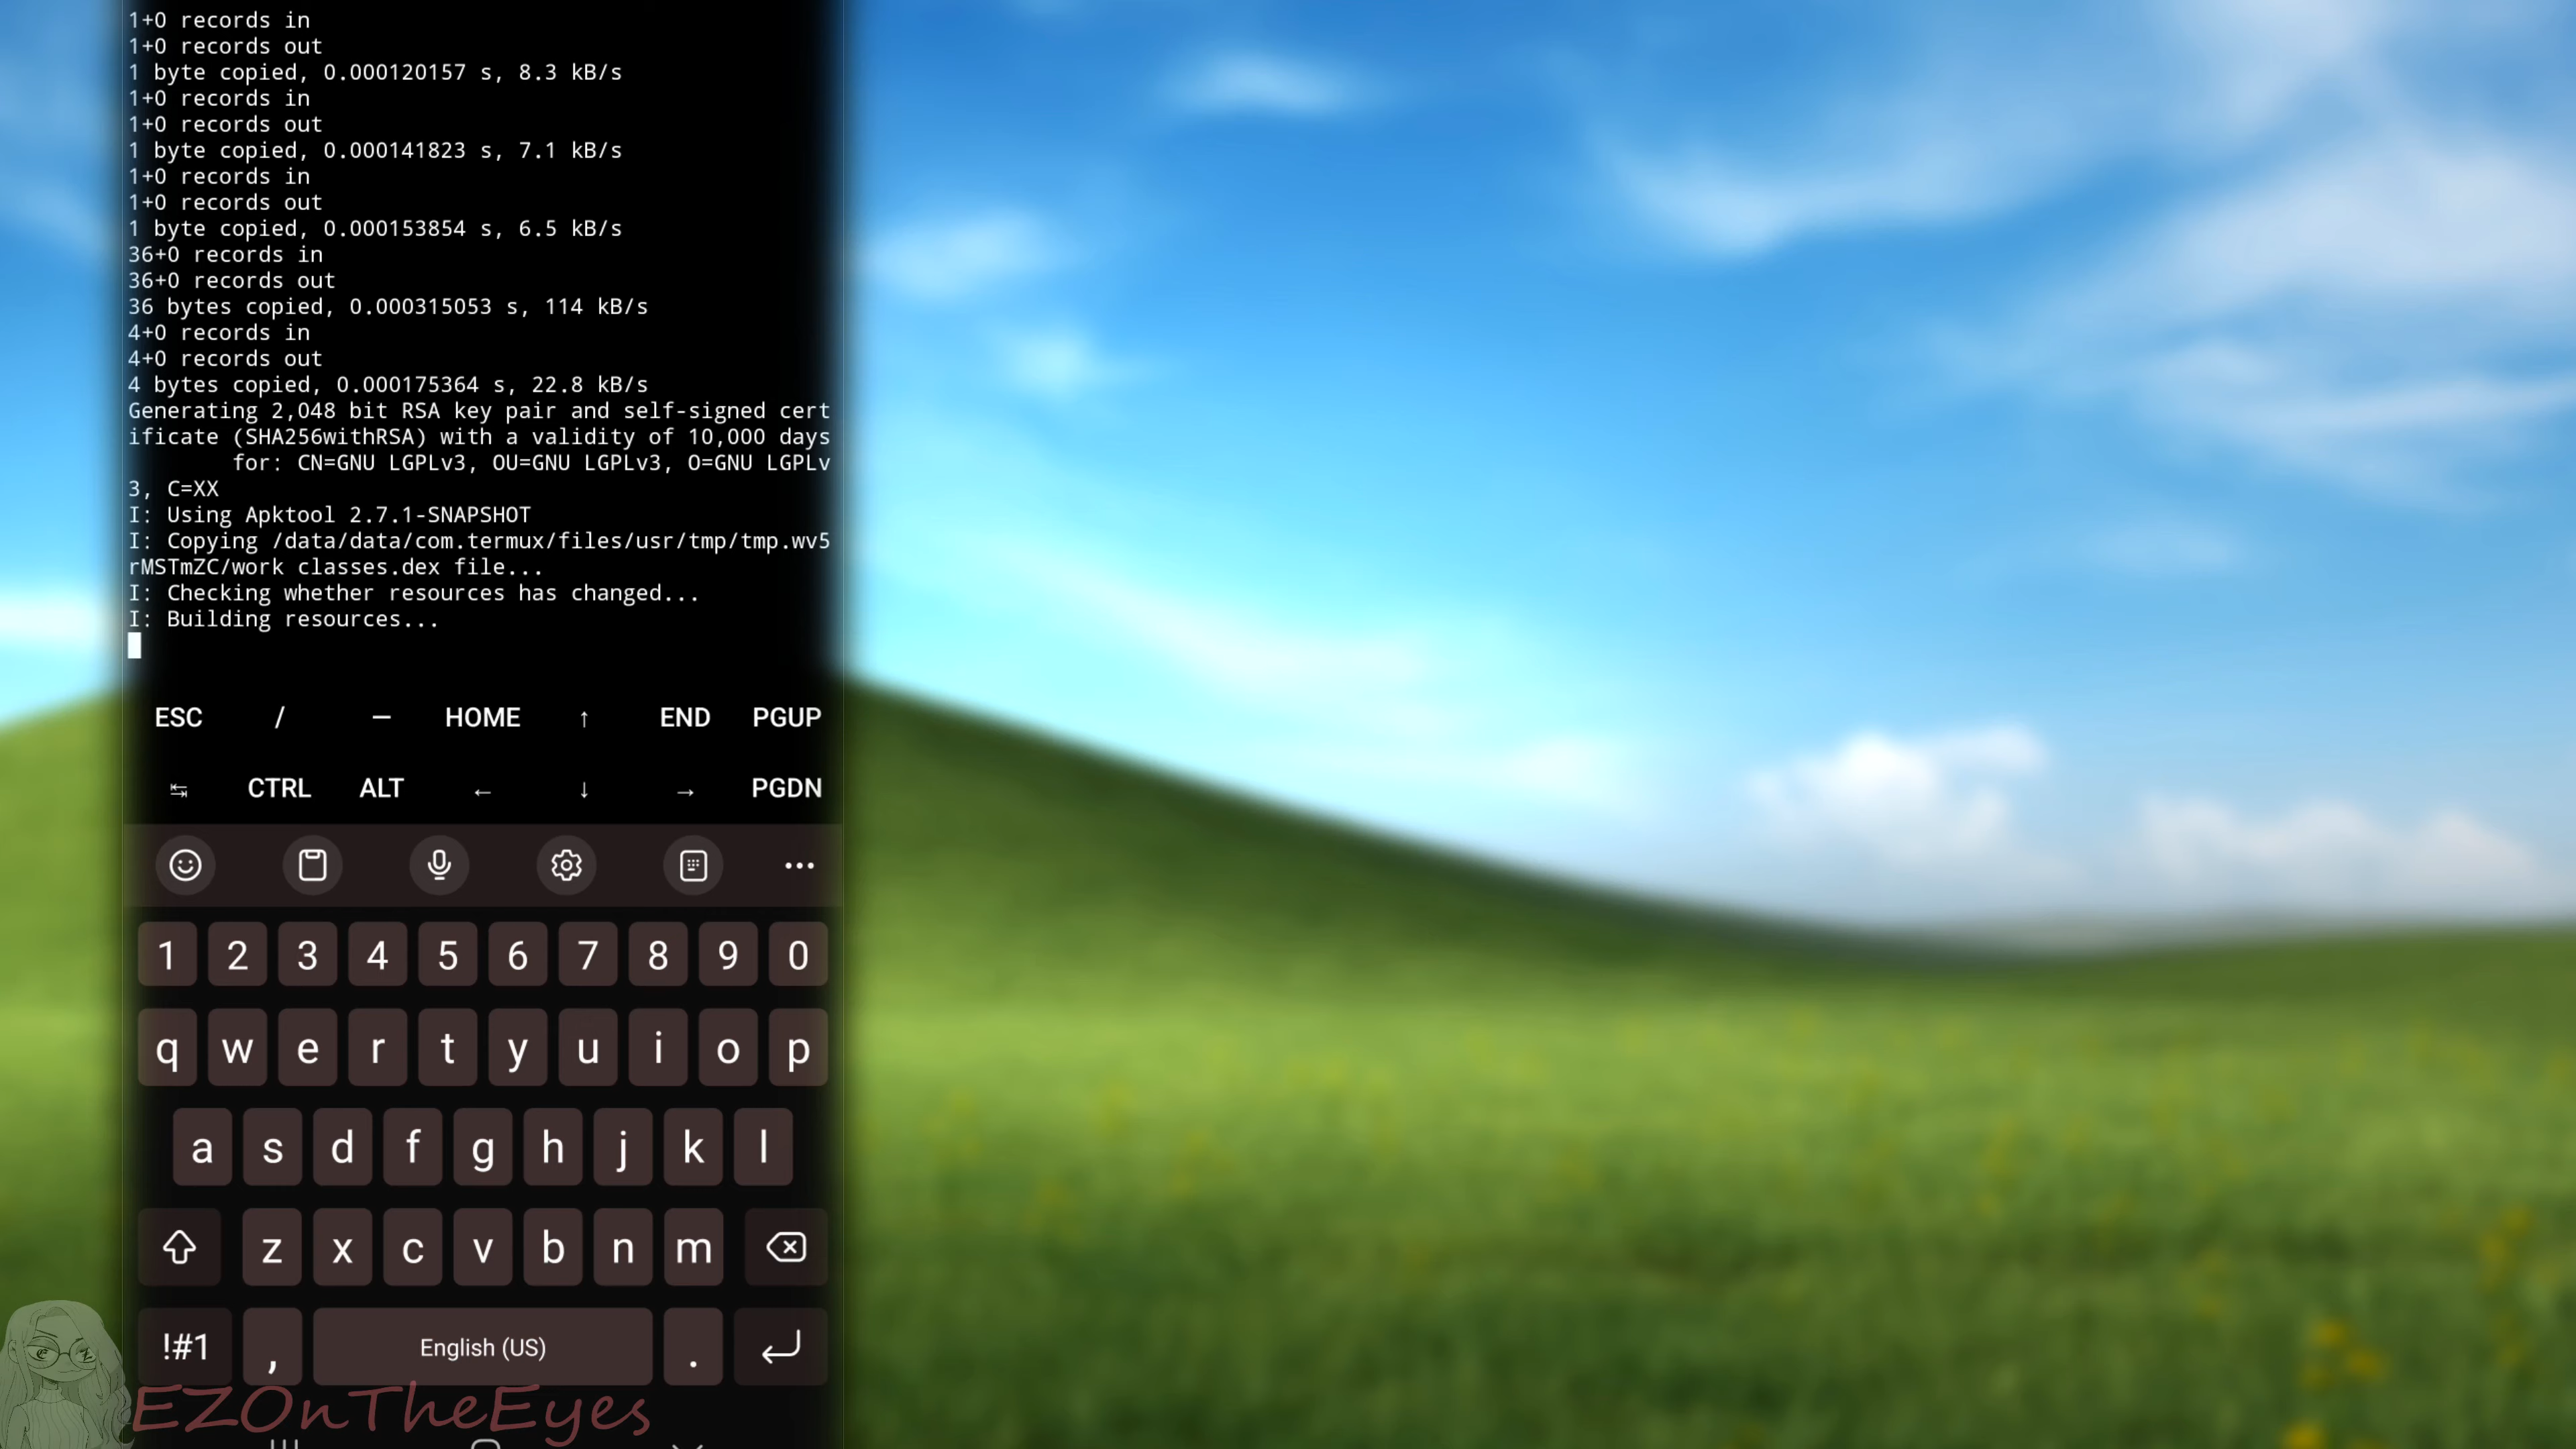 1+0 records in
1+0 records out
1 byte copied, 0.000120157 s, 8.3 kB/s
1+0 records in
1+0 records out
1 byte copied, 0.000141823 s, 7.1 kB/s
1+0 records in
1+0 records out
1 byte copied, 0.000153854 s, 6.5 kB/s
36+0 records in
36+0 records out
36 bytes copied, 0.000315053 s, 114 kB/s
4+0 records in
4+0 records out
4 bytes copied, 0.000175364 s, 22.8 kB/s
Generating 2,048 bit RSA key pair and self-signed cert
ificate (SHA256withRSA) with a validity of 10,000 days
for: CN=GNU LGPLv3, OU=GNU LGPLv3, O=GNU LGPLv
3, C=XX
I: Using Apktool 2.7.1-SNAPSHOT
I: Copying /data/data/com.termux/files/usr/tmp/tmp.wv5
rMSTmZC/work classes.dex file...
I: Checking whether resources has changed...
I: Building resources...
ESC / — HOME ↑ END PGUP
↹ CTRL ALT ← ↓ → PGDN
1 2 3 4 5 6 7 8 9 0
q w e r t y u i o p
a s d f g h j k l
z x c v b n m
!#1 , English (US) .
EZOnTheEyes